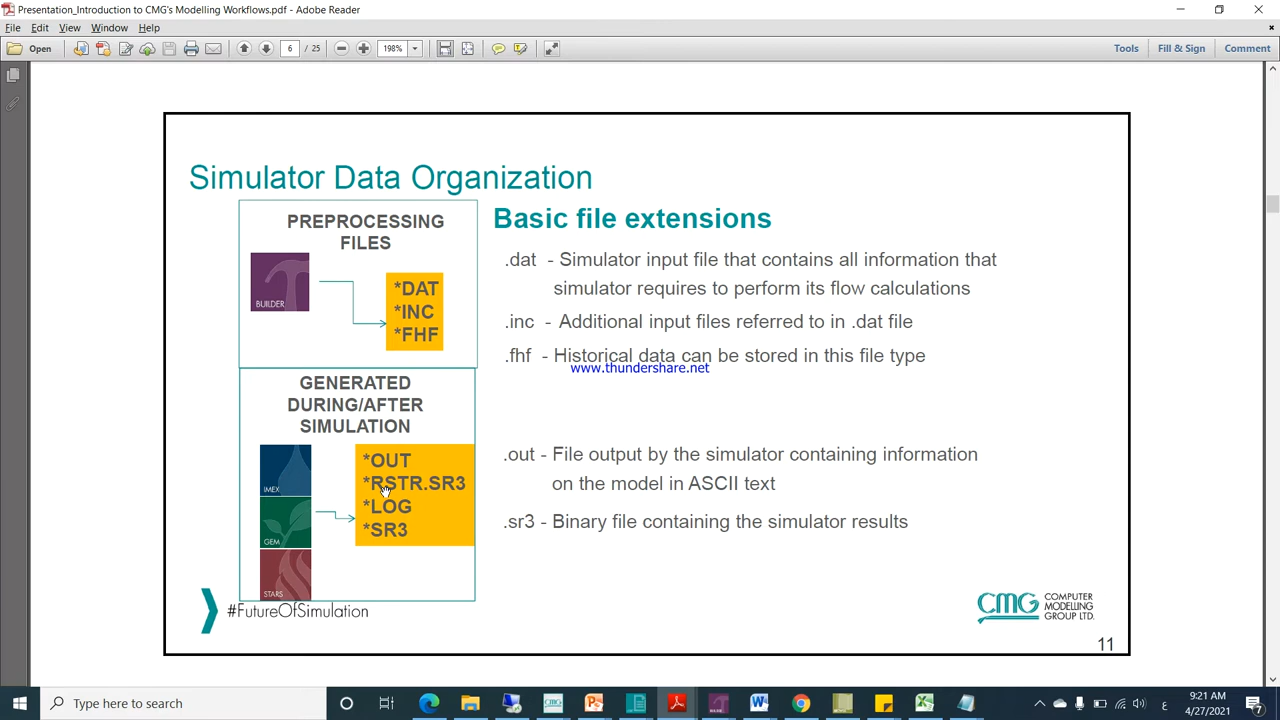 Presentation_Introduction to CMG's Modelling Workflows.pdf - Adobe Reader
File Edit View Window Help
Open 6 / 25 198% Tools Fill & Sign Comment
Simulator Data Organization
PREPROCESSING
FILES
BUILDER
*DAT
*INC
*FHF
Basic file extensions
.dat - Simulator input file that contains all information that
simulator requires to perform its flow calculations
.inc - Additional input files referred to in .dat file
.fhf - Historical data can be stored in this file type
www.thundershare.net
GENERATED
DURING/AFTER
SIMULATION
IMEX
GEM
STARS
*OUT
*RSTR.SR3
*LOG
*SR3
.out - File output by the simulator containing information
on the model in ASCII text
.sr3 - Binary file containing the simulator results
#FutureOfSimulation
CMG COMPUTER
MODELLING
GROUP LTD.
11
Type here to search
ع
9:21 AM
4/27/2021